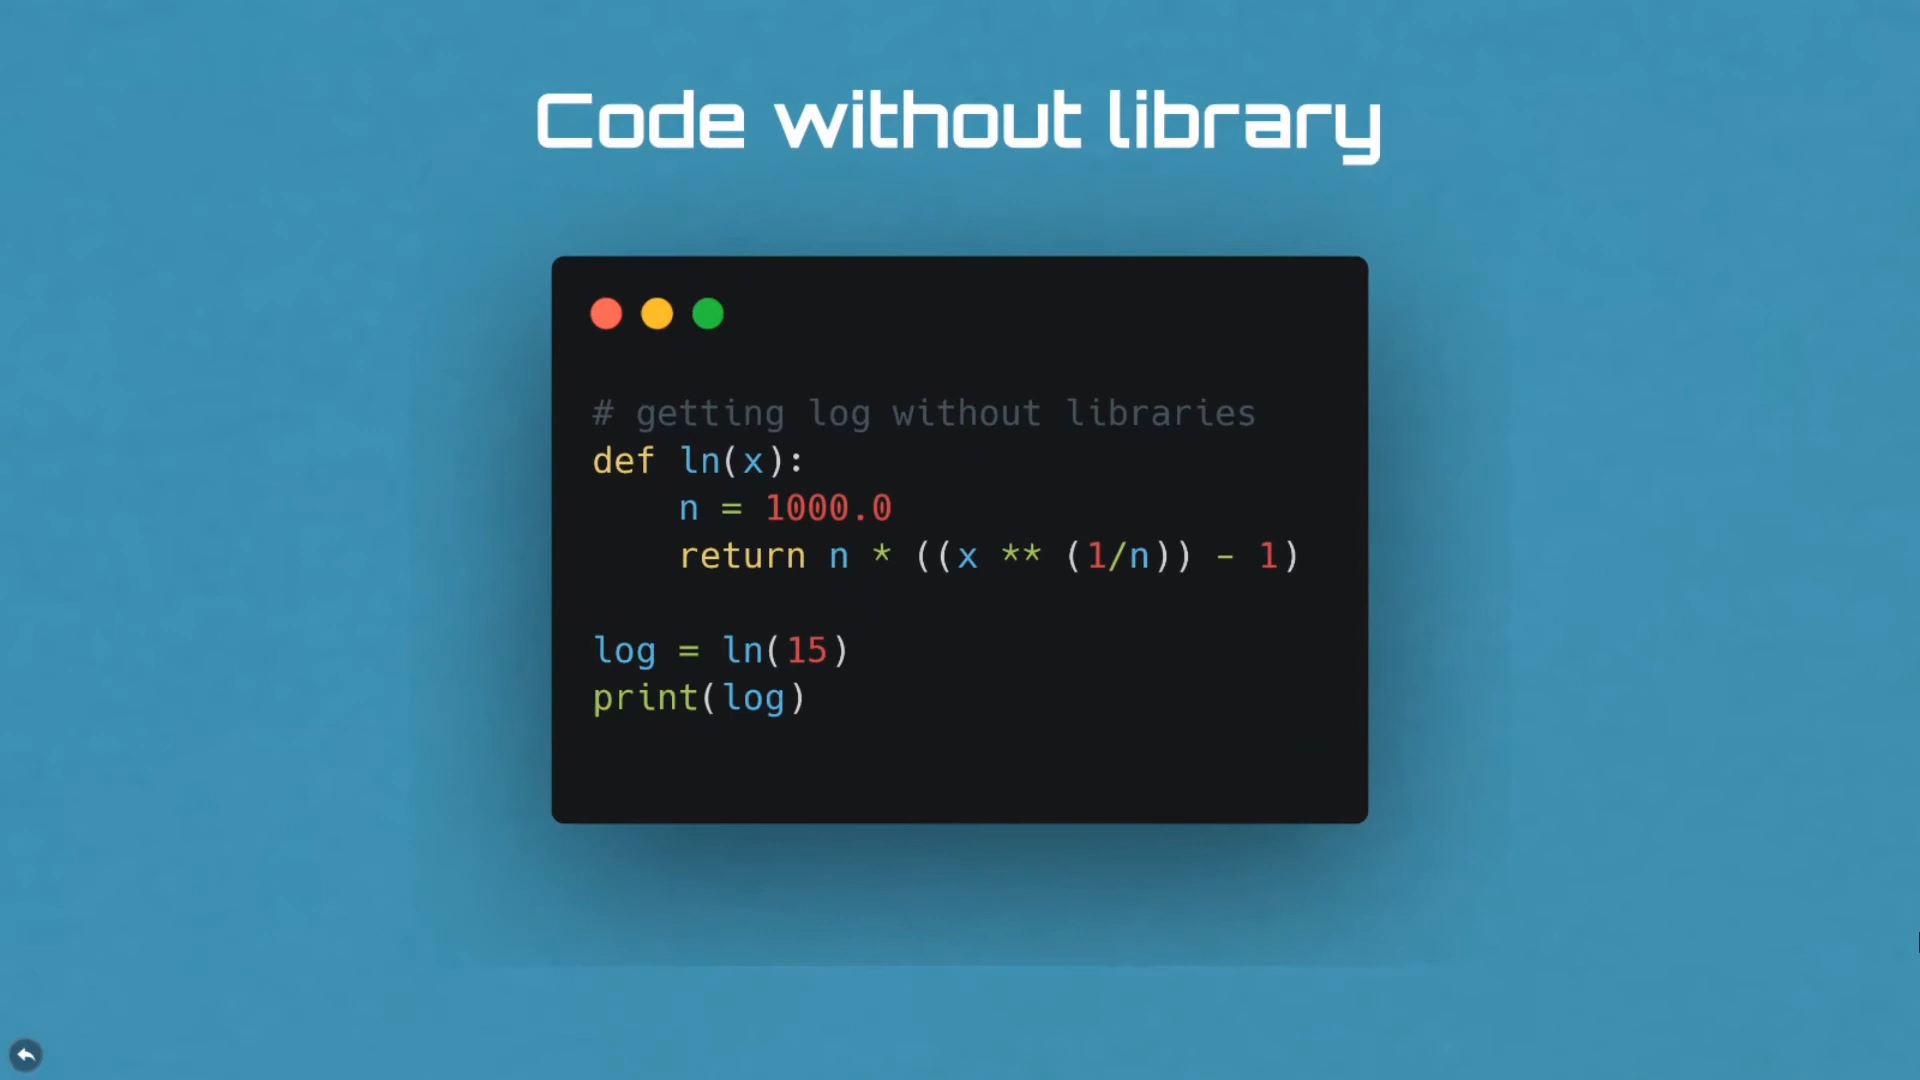 Code without library
# getting log without libraries
def ln(x):
    n = 1000.0
    return n * ((x ** (1/n)) - 1)
log = ln(15)
print(log)